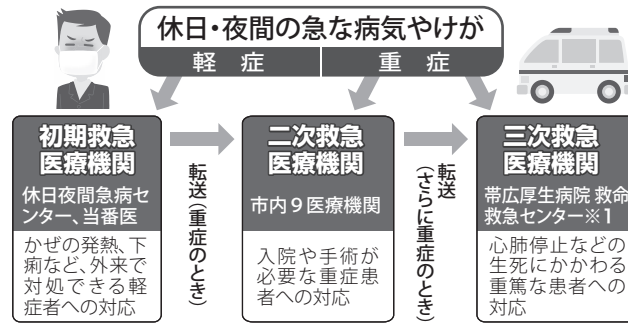 休日・夜間の急な病気やけが
軽 症
重 症
初期救急
医療機関
休日夜間急病セ
ンター、当番医
かぜの発熱、下
痢など、外来で
対処できる軽
症者への対応
転送(重症のとき)
二次救急
医療機関
市内9医療機関
入院や手術が
必要な重症患
者への対応
転送
(さらに重症のとき)
三次救急
医療機関
帯広厚生病院 救命
救急センター※1
心肺停止などの
生死にかかわる
重篤な患者への
対応